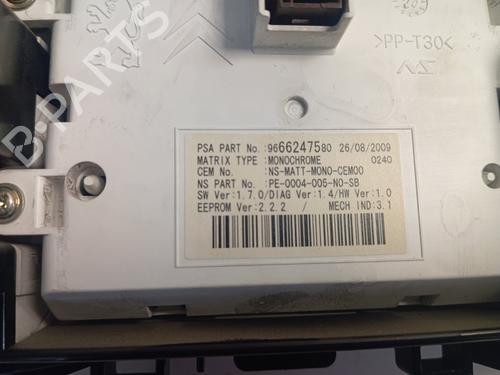 B-PARTS
>PP-T30<
PSA PART No. :9666247580 26/08/2009
MATRIX TYPE :MONOCHROME 0240
CEM No. :NS-MATT-MONO-CEM00
NS PART No. :PE-0004-005-NO-SB
SW Ver:1.7.0/DIAG Ver:1.4/HW Ver:1.0
EEPROM Ver:2.2.2 / MECH IND:3.1